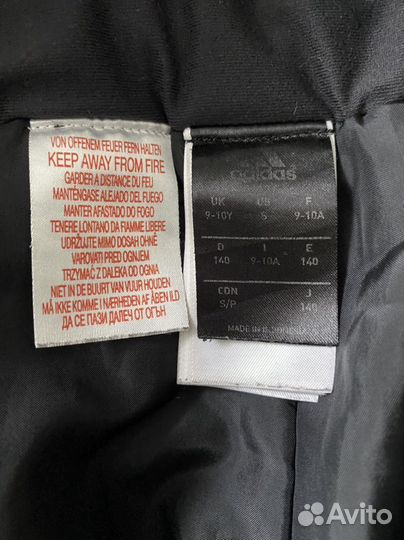 VON OFFENEM FEUER FERN HALTEN
KEEP AWAY FROM FIRE
GARDER A DISTANCE DU FEU
MANTÉNGASE ALEJADO DEL FUEGO
MANTER AFASTADO DO FOGO
TENERE LONTANO DA FIAMME LIBERE
UDRŽUJTE MIMO DOSAH OHNĚ
VAROVATI PRED OGNJEM
TRZYMAĆ Z DALEKA OD OGNIA
NIET IN DE BUURT VAN VUUR HOUDEN
MÅ IKKE KOMME I NÆRHEDEN AF ÅBEN ILD
ДА СЕ ПАЗИ ДАЛЕЧ ОТ ОГЪН
adidas
UK US F
9-10Y S 9-10A
D I E
140 9-10A 140
CDN J
S/P 140
MADE IN
Avito